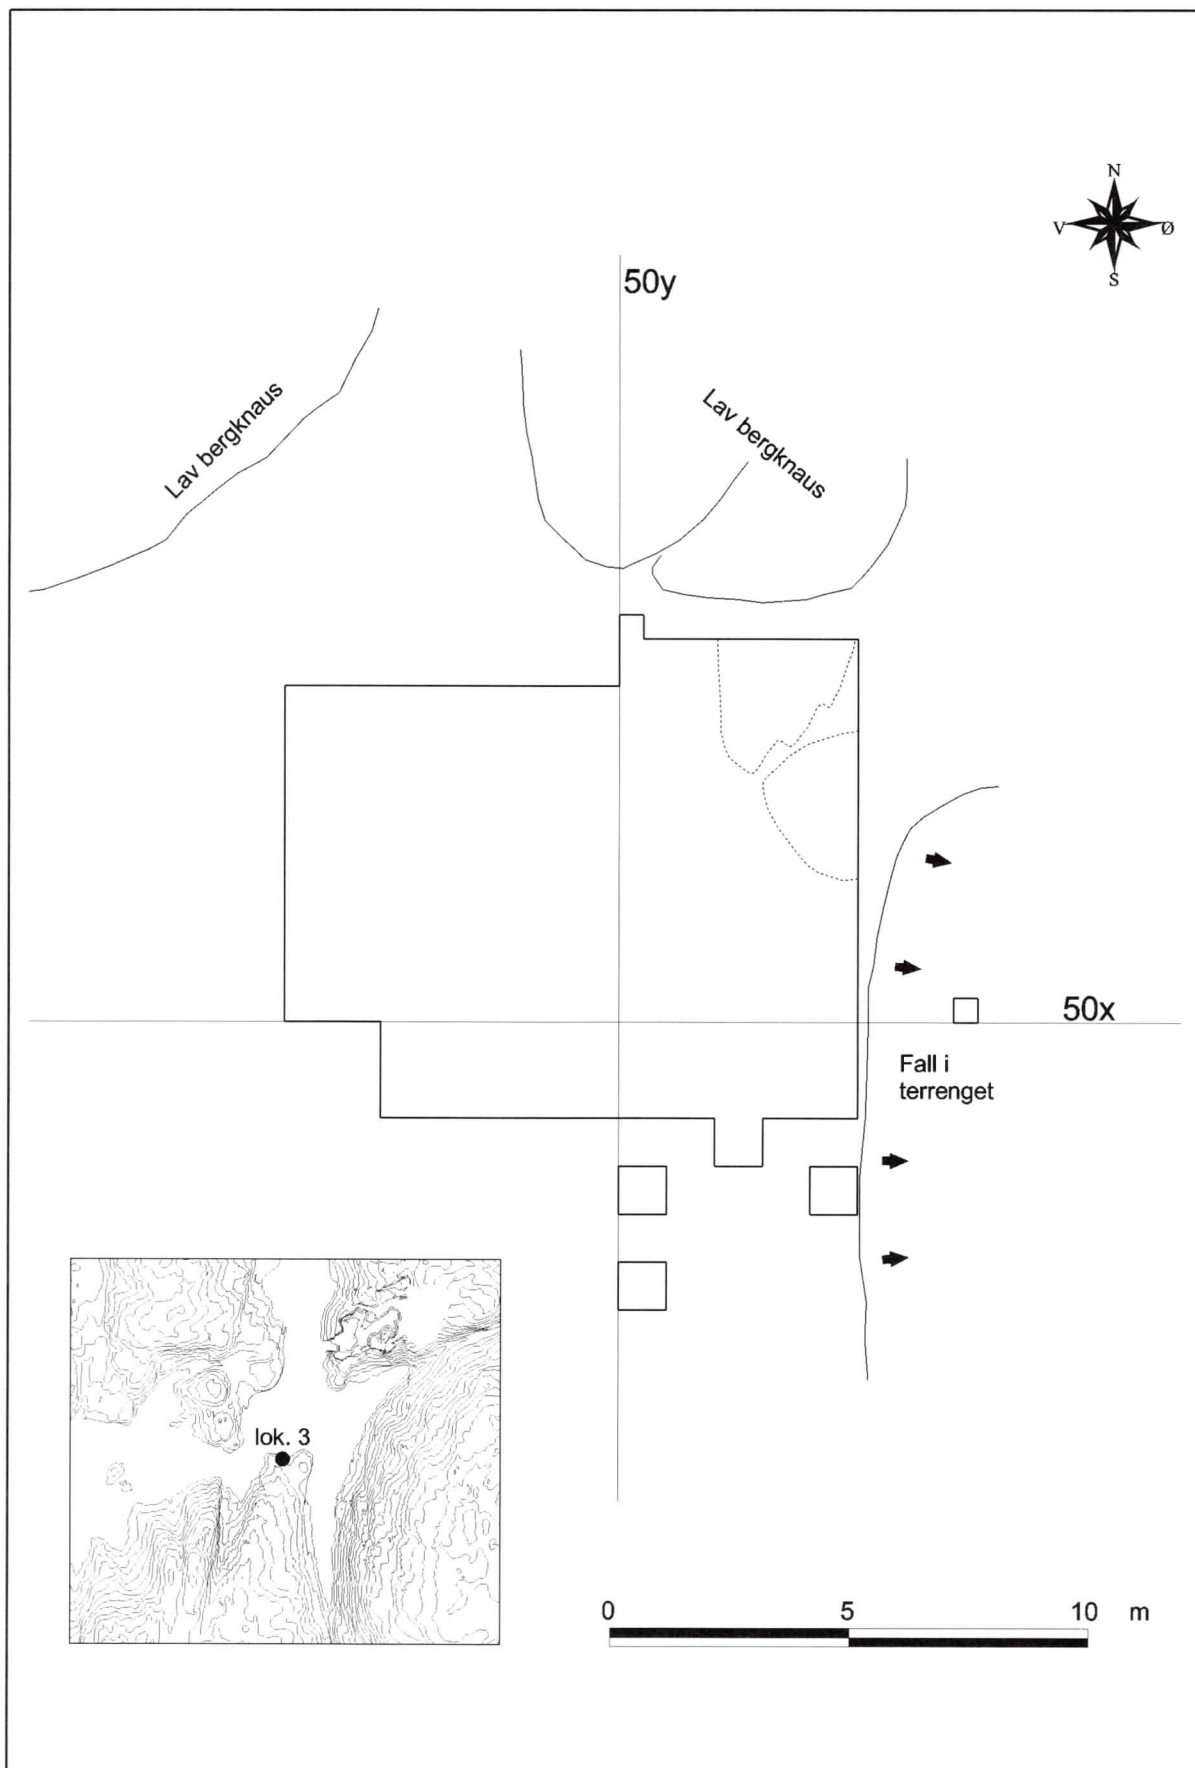 N
V Ø
S
50y
Lav bergknaus
Lav bergknaus
50x
Fall i
terrenget
lok. 3
0 5 10 m